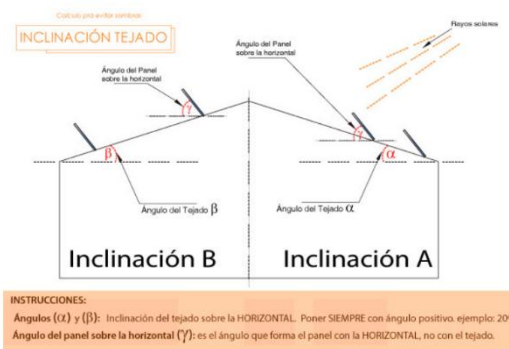 Calculo para evitar sombras
INCLINACIÓN TEJADO
Ángulo del Panel
sobre la horizontal
Ángulo del Panel
sobre la horizontal
Rayos solares
γ
γ
β
α
Ángulo del Tejado β
Ángulo del Tejado α
Inclinación B
Inclinación A
INSTRUCCIONES:
Ángulos (α) y (β): Inclinación del tejado sobre la HORIZONTAL. Poner SIEMPRE con ángulo positivo. ejemplo: 20º
Ángulo del panel sobre la horizontal (γ): es el ángulo que forma el panel con la HORIZONTAL, no con el tejado.